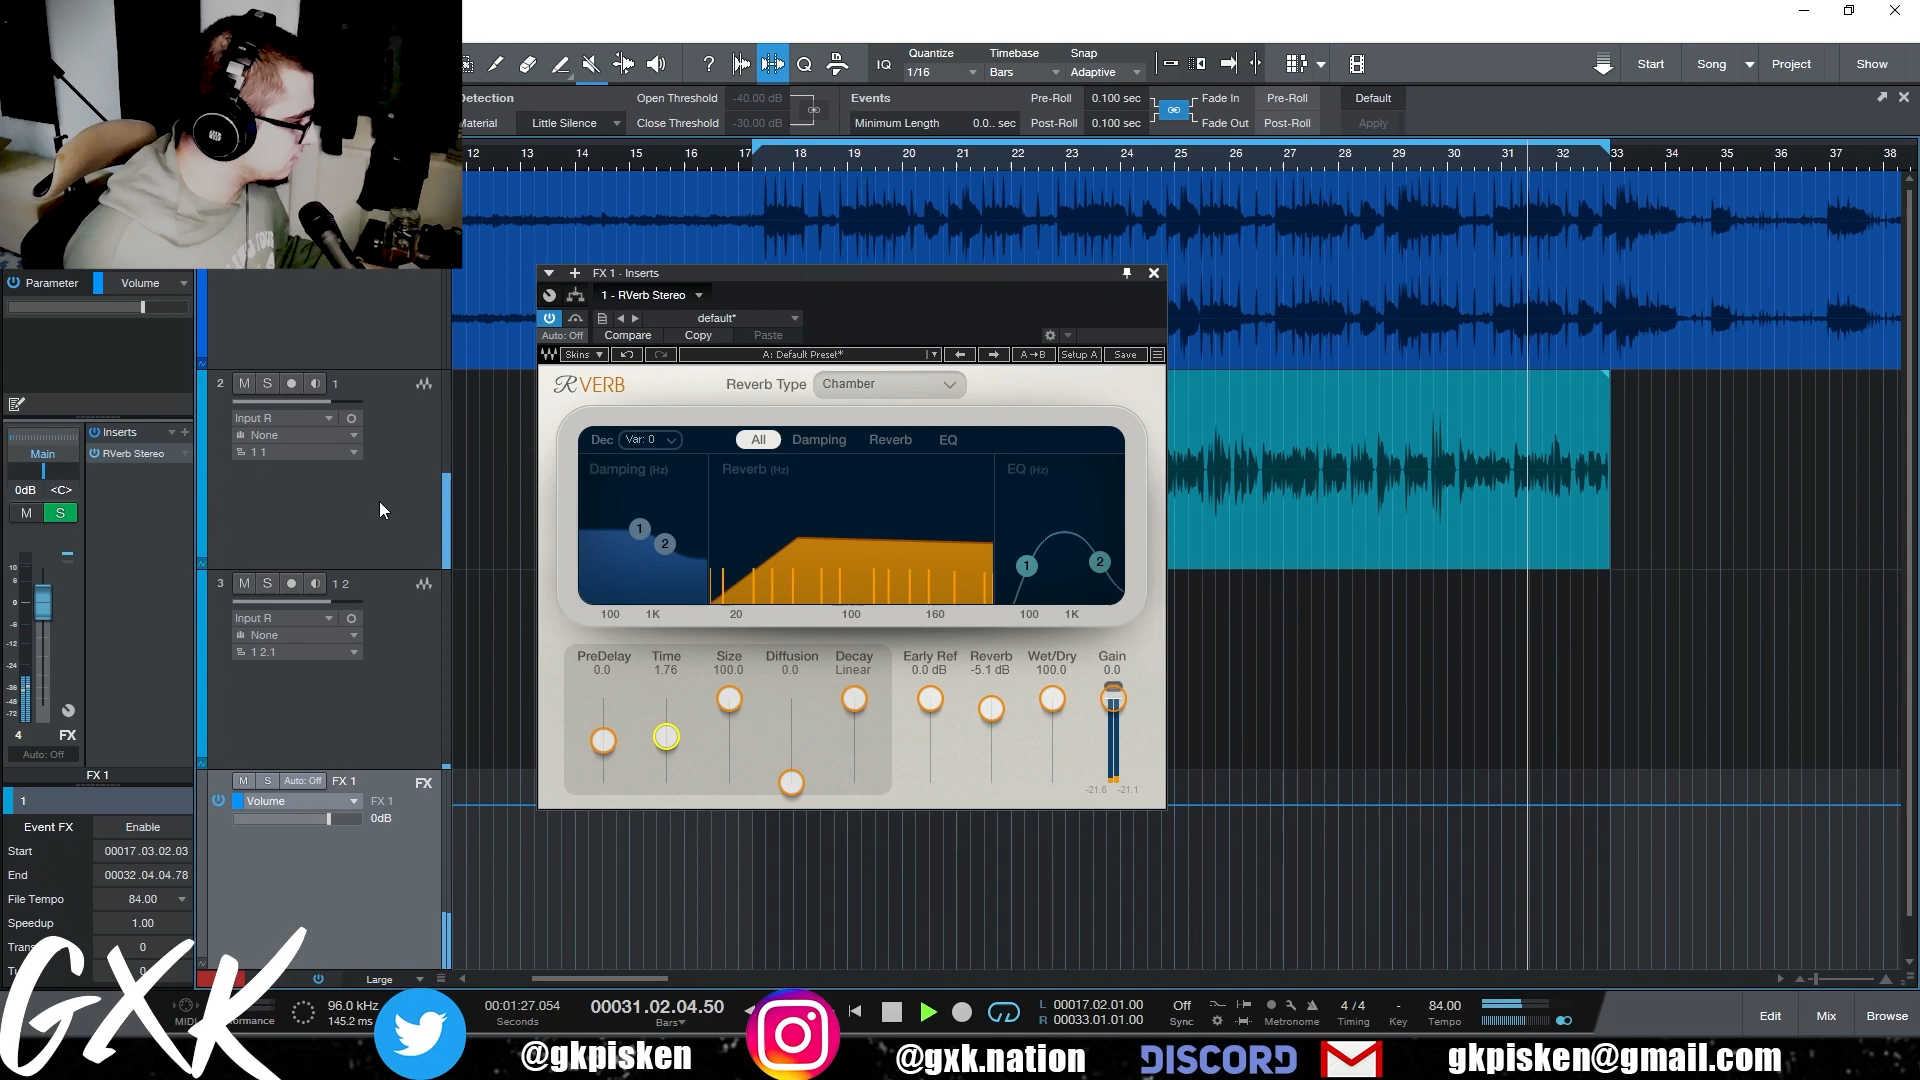 Quantize Timebase Snap
IQ 1/16 Bars Adaptive
Start Song Project Show
Detection Open Threshold -40.00 dB Events Pre-Roll 0.100 sec Fade In Pre-Roll Default
Material Little Silence Close Threshold -30.00 dB Minimum Length 0.0.. sec Post-Roll 0.100 sec Fade Out Post-Roll Apply
12 13 14 15 16 17 18 19 20 21 22 23 24 25 26 27 28 29 30 31 32 33 34 35 36 37 38
Parameter Volume
FX 1 - Inserts
1 - RVerb Stereo
default*
Auto: Off Compare Copy Paste
Skins A: Default Preset* A→B Setup A Save
RVERB Reverb Type Chamber
Dec Var: 0 All Damping Reverb EQ
Damping (Hz) Reverb (Hz) EQ (Hz)
1 2 1 2
100 1K 20 100 160 100 1K
PreDelay Time Size Diffusion Decay Early Ref Reverb Wet/Dry Gain
0.0 1.76 100.0 0.0 Linear 0.0 dB -5.1 dB 100.0 0.0
-21.6 -21.1
2 M S 1
Input R
None
1 1
3 M S 1 2
Input R
None
1 2.1
M S Auto: Off FX 1 FX
Volume FX 1
0dB
Inserts
Main RVerb Stereo
0dB <C>
M S
10
6
0
-6
-12
-24
-36
-48
-72
4 FX
Auto: Off
FX 1
1
Event FX Enable
Start 00017.03.02.03
End 00032.04.04.78
File Tempo 84.00
Speedup 1.00
Trans 0
0
Large
GXK
MIDI 96.0 kHz
145.2 ms
00:01:27.054
Seconds
00031.02.04.50
Bars
L 00017.02.01.00
R 00033.01.01.00
Off
Sync
Metronome
4 / 4
Timing
-
Key
84.00
Tempo
Edit Mix Browse
@gkpisken @gxk.nation DISCORD gkpisken@gmail.com